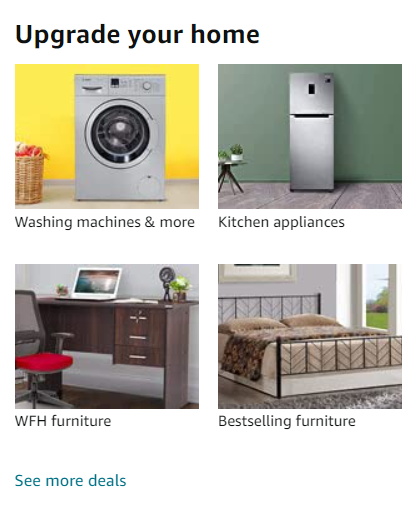 Upgrade your home
Washing machines & more
Kitchen appliances
WFH furniture
Bestselling furniture
See more deals